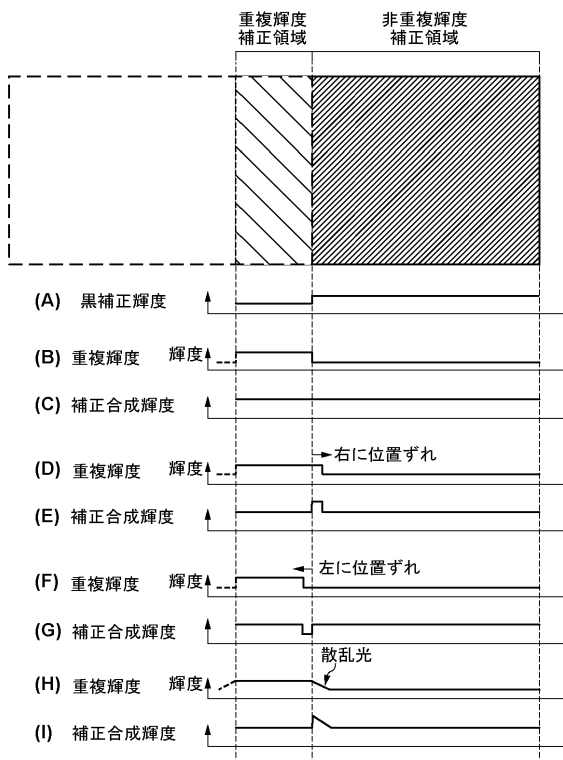 重複輝度
補正領域
非重複輝度
補正領域
(A) 黒補正輝度
(B) 重複輝度 輝度
(C) 補正合成輝度
右に位置ずれ
(D) 重複輝度 輝度
(E) 補正合成輝度
左に位置ずれ
(F) 重複輝度 輝度
(G) 補正合成輝度
散乱光
(H) 重複輝度 輝度
(I) 補正合成輝度